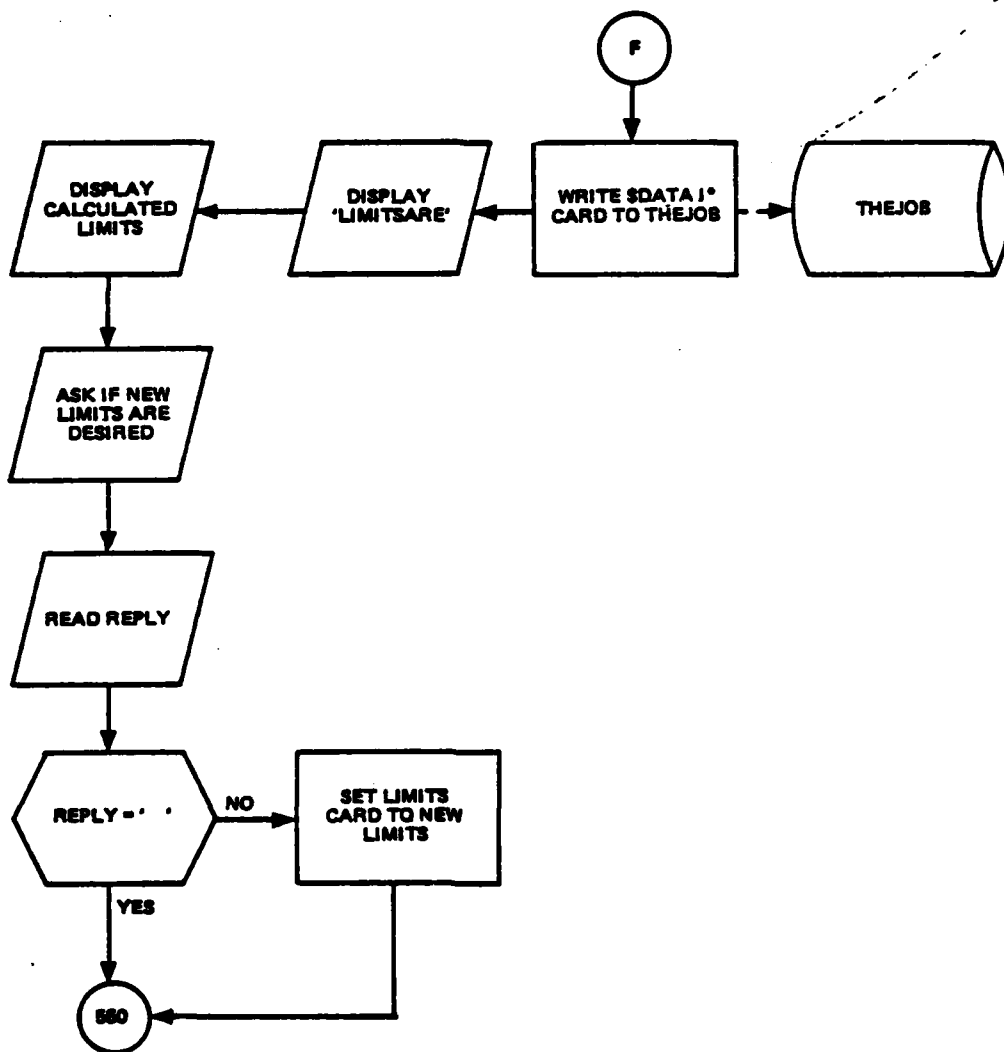 F
WRITE $DATA I*
CARD TO THEJOB
THEJOB
DISPLAY
'LIMITSARE'
DISPLAY
CALCULATED
LIMITS
ASK IF NEW
LIMITS ARE
DESIRED
READ REPLY
REPLY = ' '
NO
SET LIMITS
CARD TO NEW
LIMITS
YES